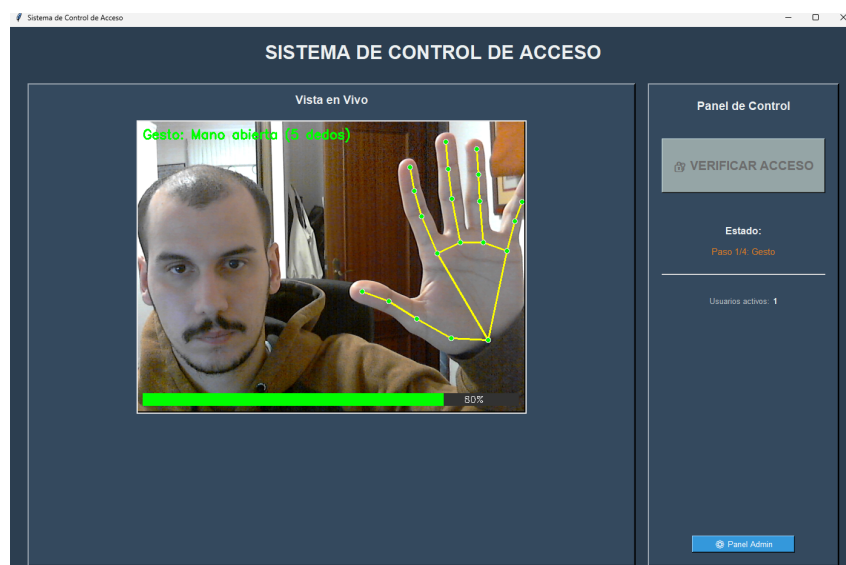 Sistema de Control de Acceso
SISTEMA DE CONTROL DE ACCESO
Vista en Vivo
Gesto: Mano abierta (5 dedos)
80%
Panel de Control
VERIFICAR ACCESO
Estado:
Paso 1/4: Gesto
Usuarios activos: 1
Panel Admin